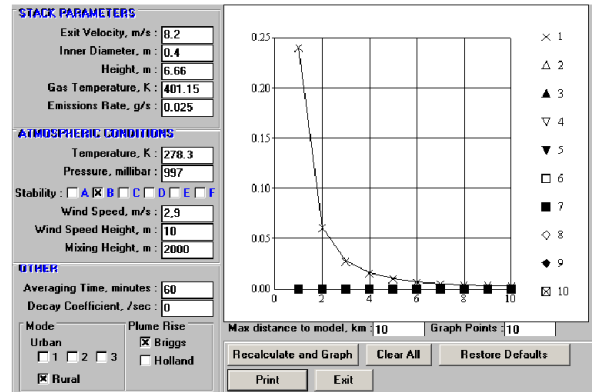 STACK PARAMETERS
Exit Velocity, m/s : 8.2
Inner Diameter, m : 0.4
Height, m : 6.66
Gas Temperature, K : 401.15
Emissions Rate, g/s : 0.025
ATMOSPHERIC CONDITIONS
Temperature, K : 278.3
Pressure, millibar : 997
Stability : A B C D E F
Wind Speed, m/s : 2,9
Wind Speed Height, m : 10
Mixing Height, m : 2000
OTHER
Averaging Time, minutes : 60
Decay Coefficient, /sec : 0
Mode
Urban
1 2 3
Rural
Plume Rise
Briggs
Holland
0.25
0.20
0.15
0.10
0.05
0.00
0 2 4 6 8 10
1
2
3
4
5
6
7
8
9
10
Max distance to model, km : 10 Graph Points : 10
Recalculate and Graph Clear All Restore Defaults
Print Exit